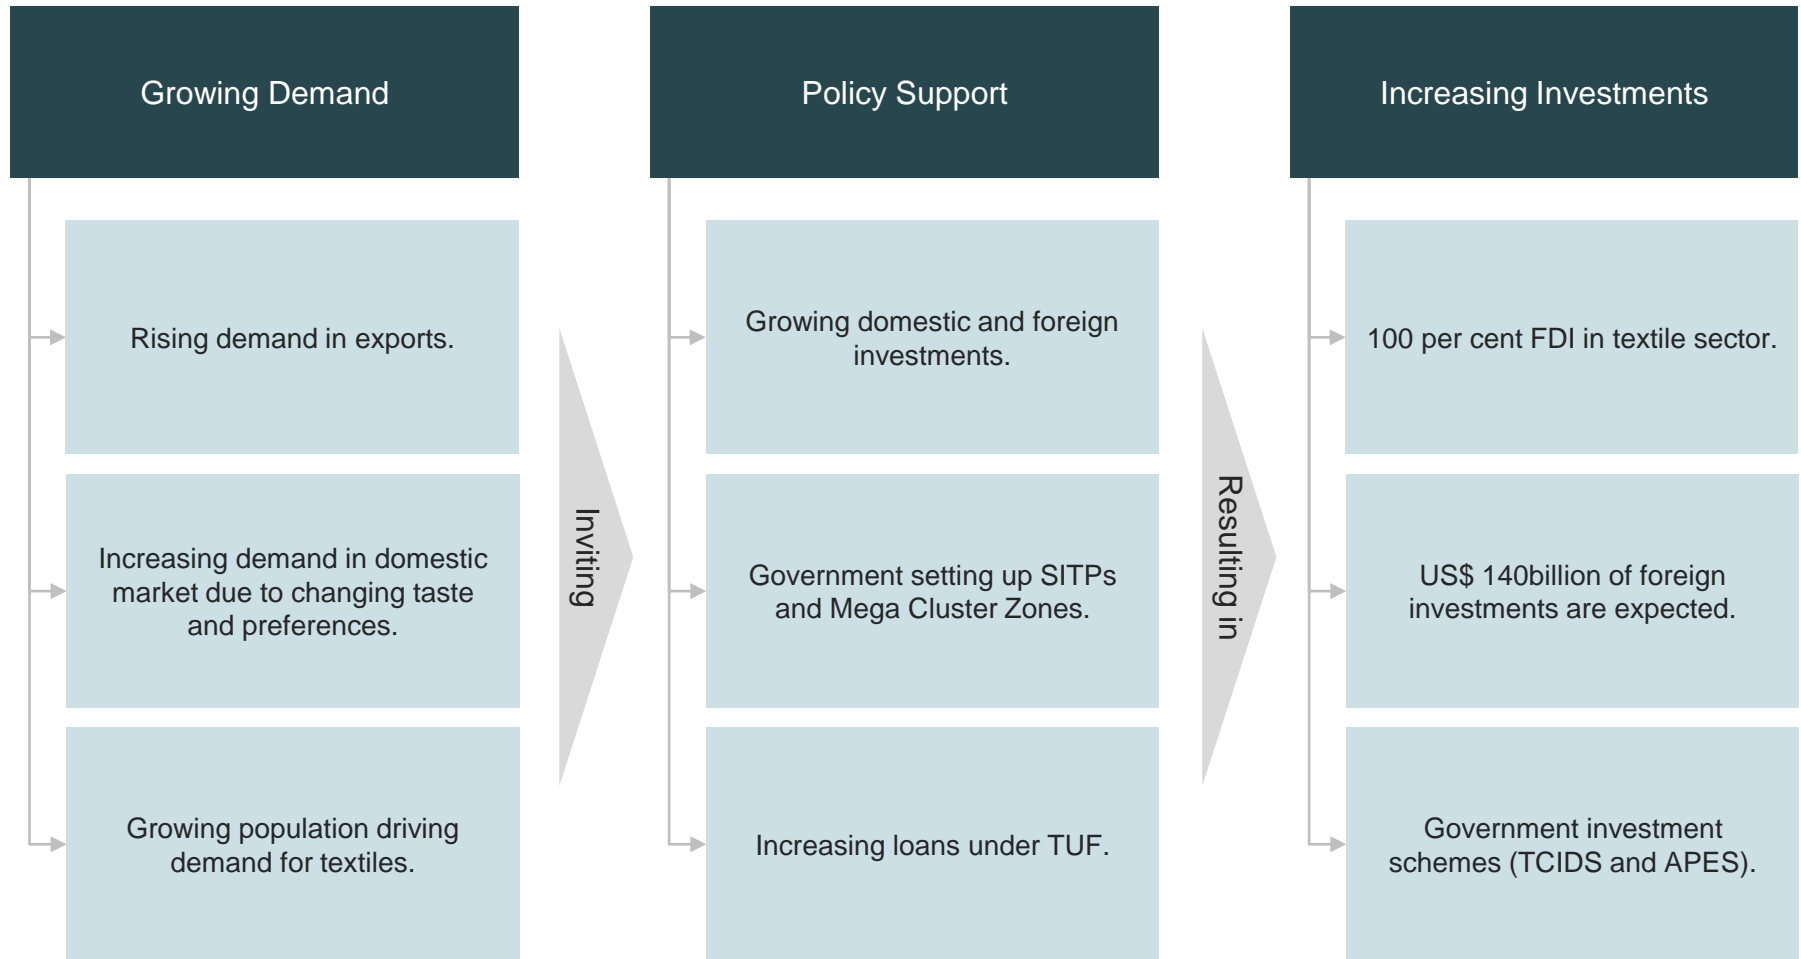 Growing Demand
Rising demand in exports.
Increasing demand in domestic
market due to changing taste
and preferences.
Growing population driving
demand for textiles.
Inviting
Policy Support
Growing domestic and foreign
investments.
Government setting up SITPs
and Mega Cluster Zones.
Increasing loans under TUF.
Resulting in
Increasing Investments
100 per cent FDI in textile sector.
US$ 140billion of foreign
investments are expected.
Government investment
schemes (TCIDS and APES).